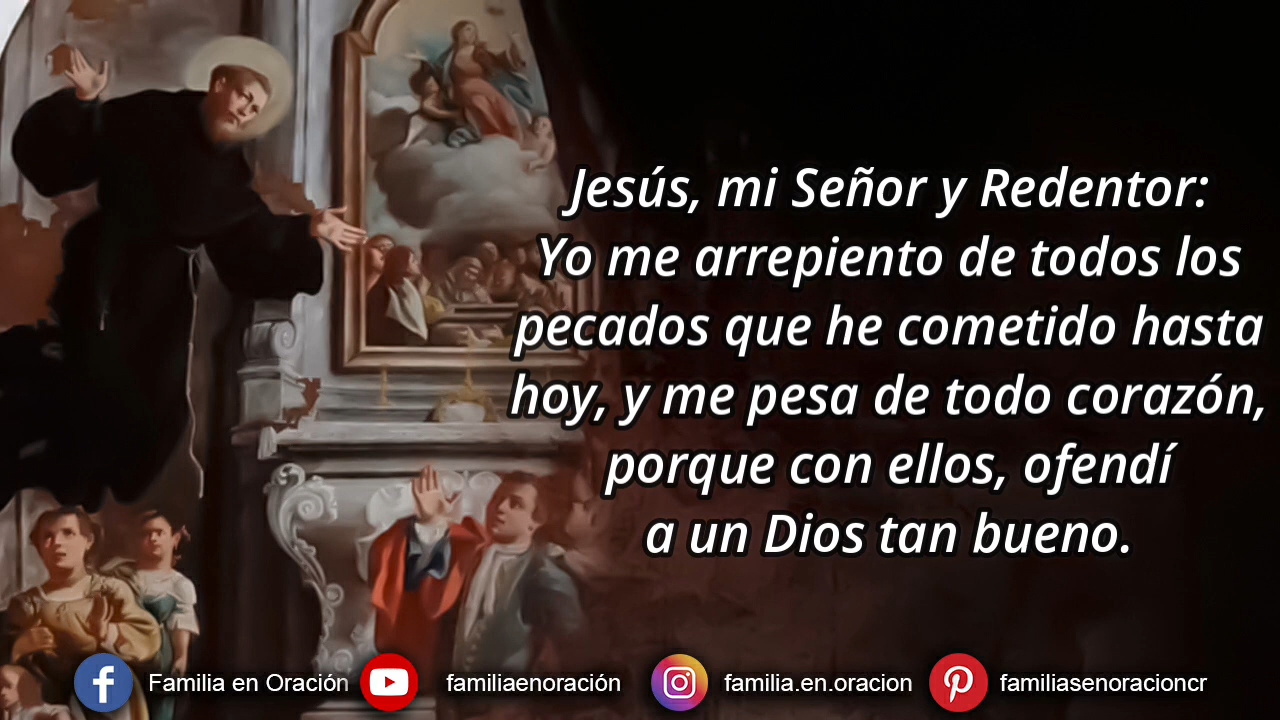 Jesús, mi Señor y Redentor:
Yo me arrepiento de todos los
pecados que he cometido hasta
hoy, y me pesa de todo corazón,
porque con ellos, ofendí
a un Dios tan bueno.
Familia en Oración
familiaenoración
familia.en.oracion
familiasenoracioncr